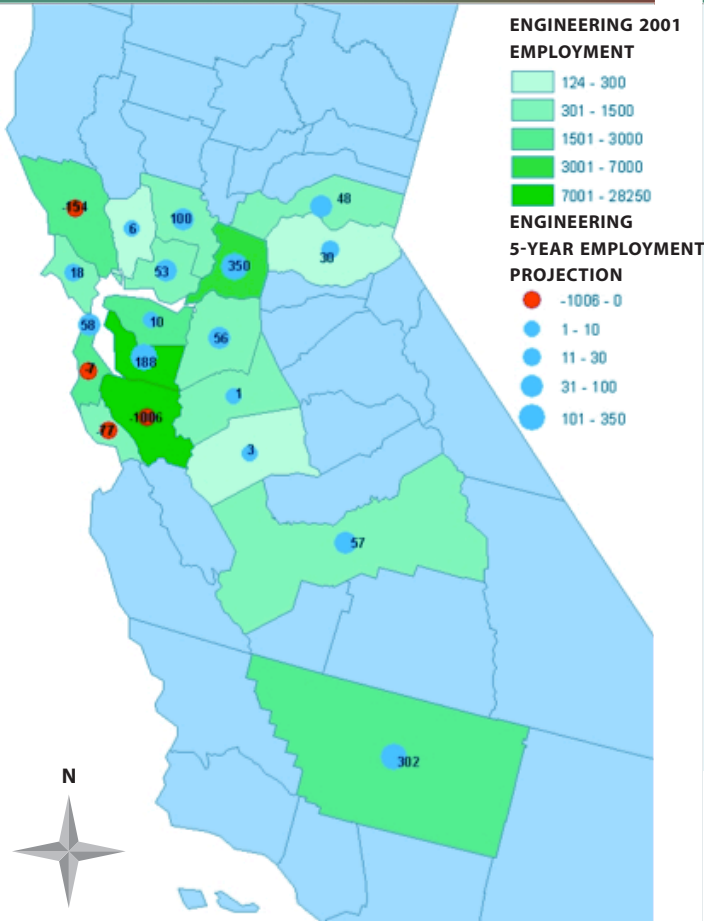 ENGINEERING 2001
EMPLOYMENT
124 - 300
301 - 1500
1501 - 3000
3001 - 7000
7001 - 28250
ENGINEERING
5-YEAR EMPLOYMENT
PROJECTION
-1006 - 0
1 - 10
11 - 30
31 - 100
101 - 350
48
-154
100
6
30
350
53
18
10
58
56
188
-7
1
-1006
-77
3
57
302
N